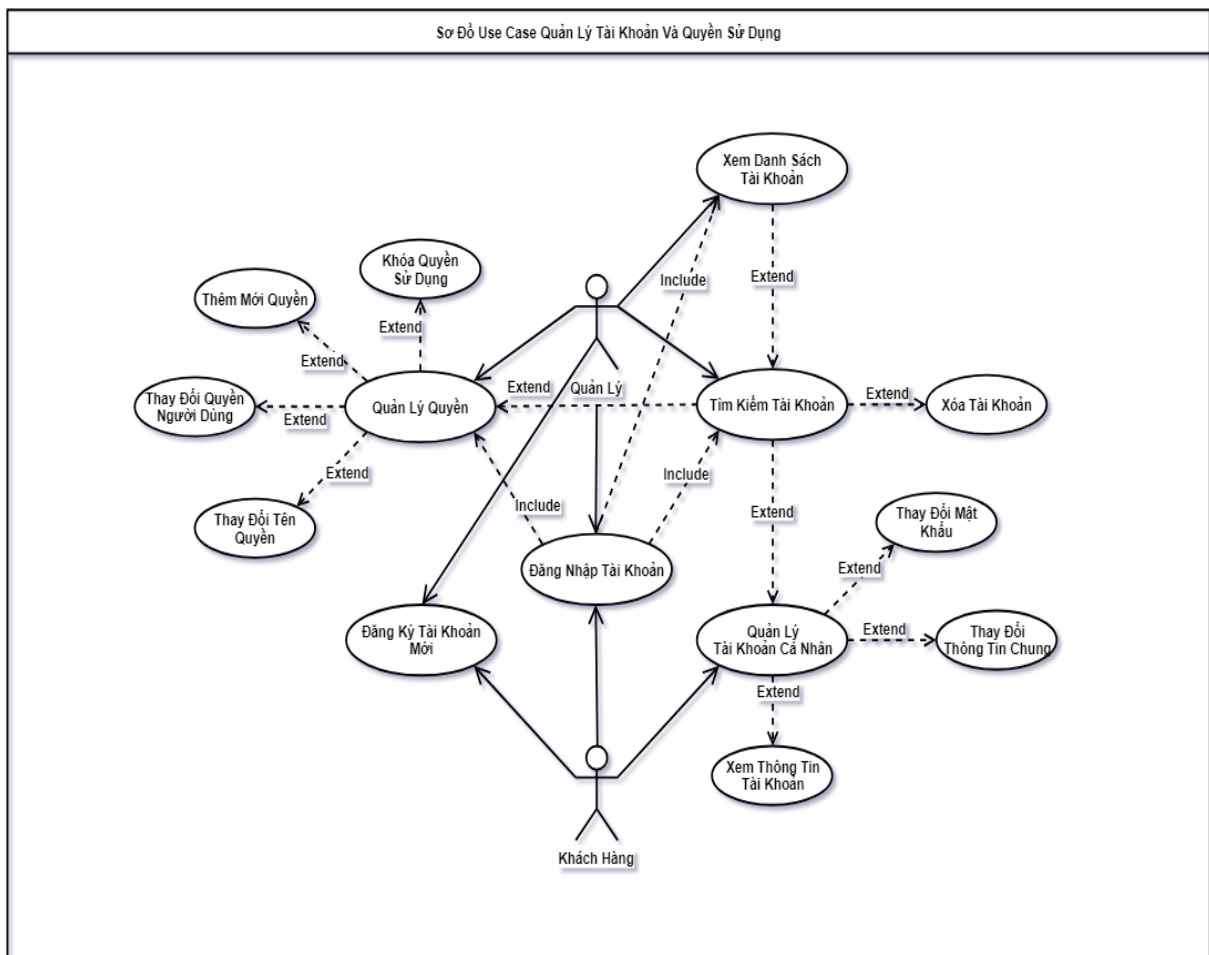 Sơ Đồ Use Case Quản Lý Tài Khoản Và Quyền Sử Dụng
Xem Danh Sách
Tài Khoản
Khóa Quyền
Sử Dụng
Include
Extend
Thêm Mới Quyền
Extend
Extend
Quản Lý
Extend
Thay Đổi Quyền
Người Dùng
Extend
Quản Lý Quyền
Tìm Kiếm Tài Khoản
Extend
Xóa Tài Khoản
Extend
Include
Include
Extend
Thay Đổi Tên
Quyền
Thay Đổi Mật
Khẩu
Đăng Nhập Tài Khoản
Extend
Đăng Ký Tài Khoản
Mới
Quản Lý
Tài Khoản Cá Nhân
Extend
Thay Đổi
Thông Tin Chung
Extend
Xem Thông Tin
Tài Khoản
Khách Hàng